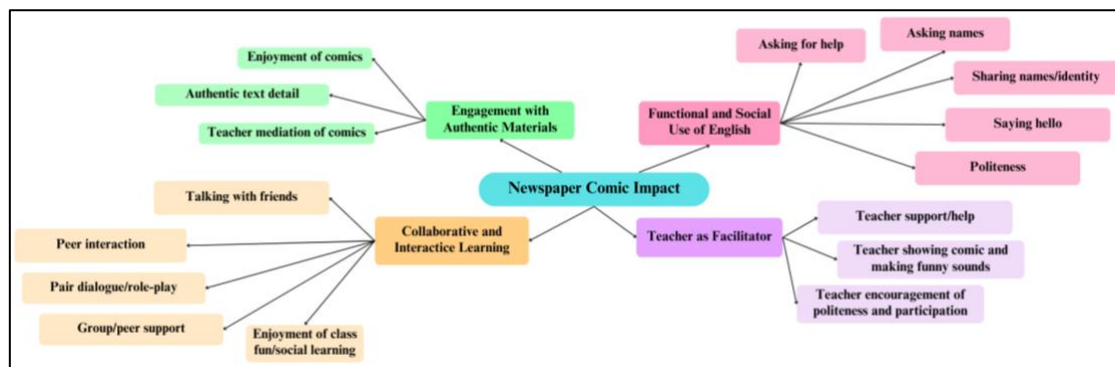 Enjoyment of comics
Authentic text detail
Teacher mediation of comics
Engagement with
Authentic Materials
Asking for help
Asking names
Sharing names/identity
Saying hello
Politeness
Functional and Social
Use of English
Newspaper Comic Impact
Talking with friends
Peer interaction
Pair dialogue/role-play
Group/peer support
Enjoyment of class
fun/social learning
Collaborative and
Interactice Learning
Teacher as Facilitator
Teacher support/help
Teacher showing comic and
making funny sounds
Teacher encouragement of
politeness and participation